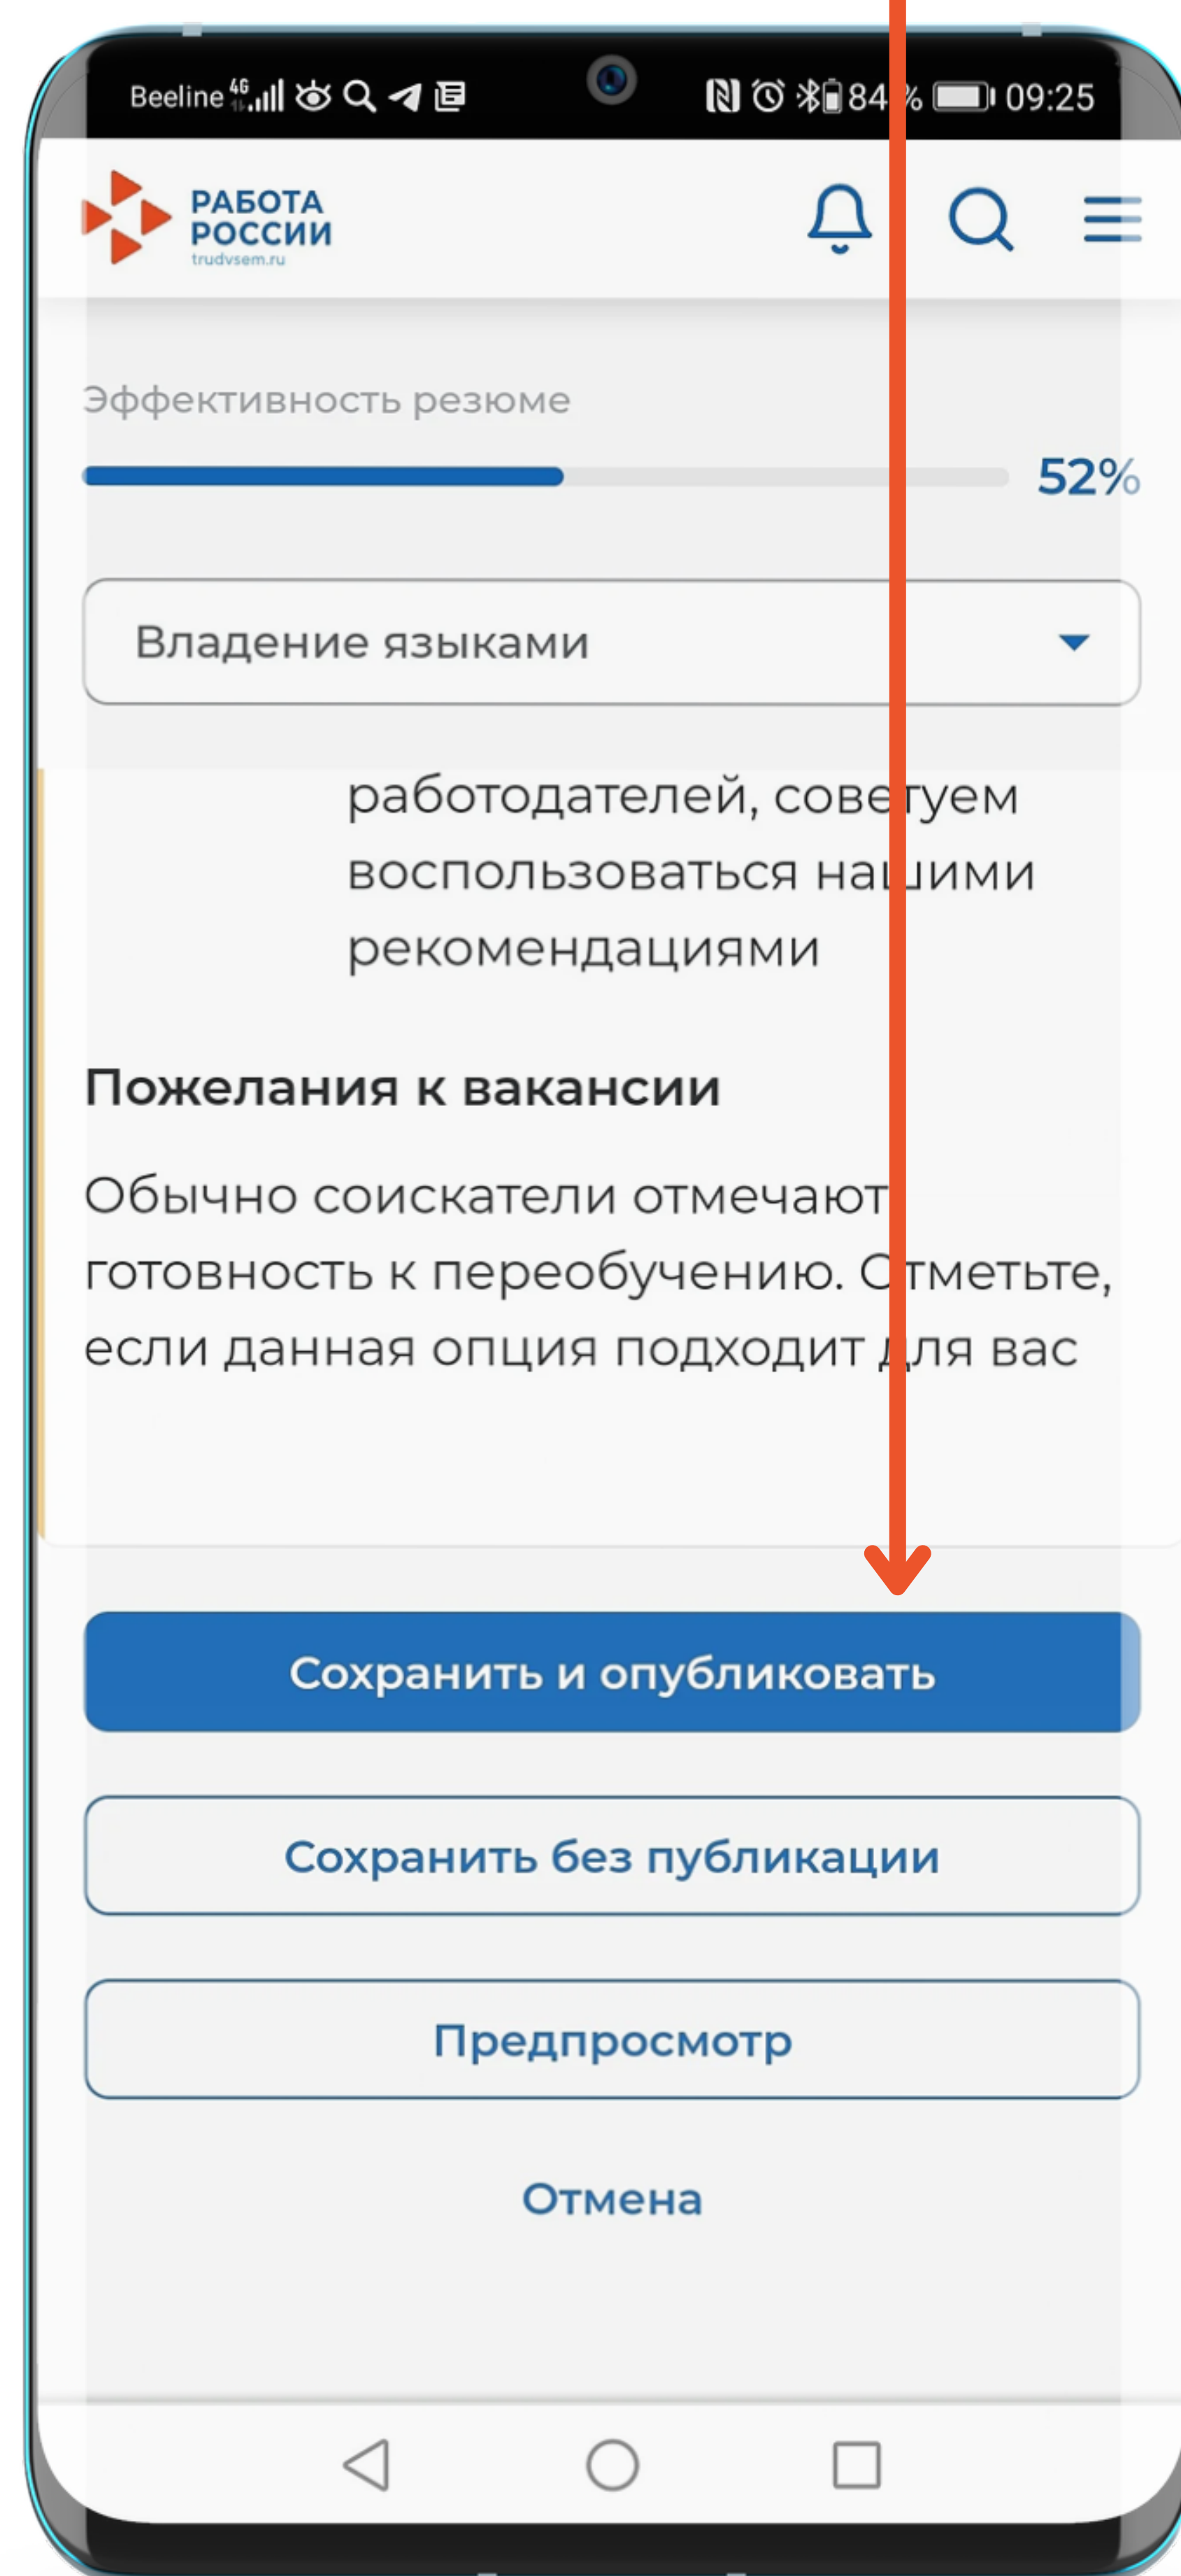 Beeline 4G 84% 09:25
РАБОТА
РОССИИ
trudvsem.ru
Эффективность резюме
52%
Владение языками
работодателей, советуем
воспользоваться нашими
рекомендациями
Пожелания к вакансии
Обычно соискатели отмечают
готовность к переобучению. Отметьте,
если данная опция подходит для вас
Сохранить и опубликовать
Сохранить без публикации
Предпросмотр
Отмена